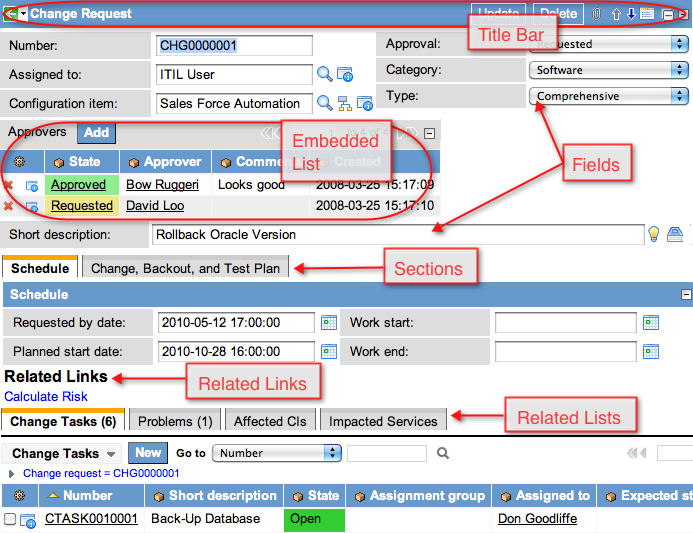 Change Request Update Delete
Title Bar
Number: CHG0000001 Approval: Requested
Assigned to: ITIL User Category: Software
Configuration item: Sales Force Automation Type: Comprehensive
Approvers Add
Embedded List
State Approver Comments Created
Approved Bow Ruggeri Looks good 2008-03-25 15:17:09
Requested David Loo 2008-03-25 15:17:10
Fields
Short description: Rollback Oracle Version
Schedule Change, Backout, and Test Plan
Sections
Schedule
Requested by date: 2010-05-12 17:00:00 Work start:
Planned start date: 2010-10-28 16:00:00 Work end:
Related Links
Related Links
Calculate Risk
Change Tasks (6) Problems (1) Affected CIs Impacted Services
Related Lists
Change Tasks New Go to Number
Change request = CHG0000001
Number Short description State Assignment group Assigned to Expected st
CTASK0010001 Back-Up Database Open Don Goodliffe